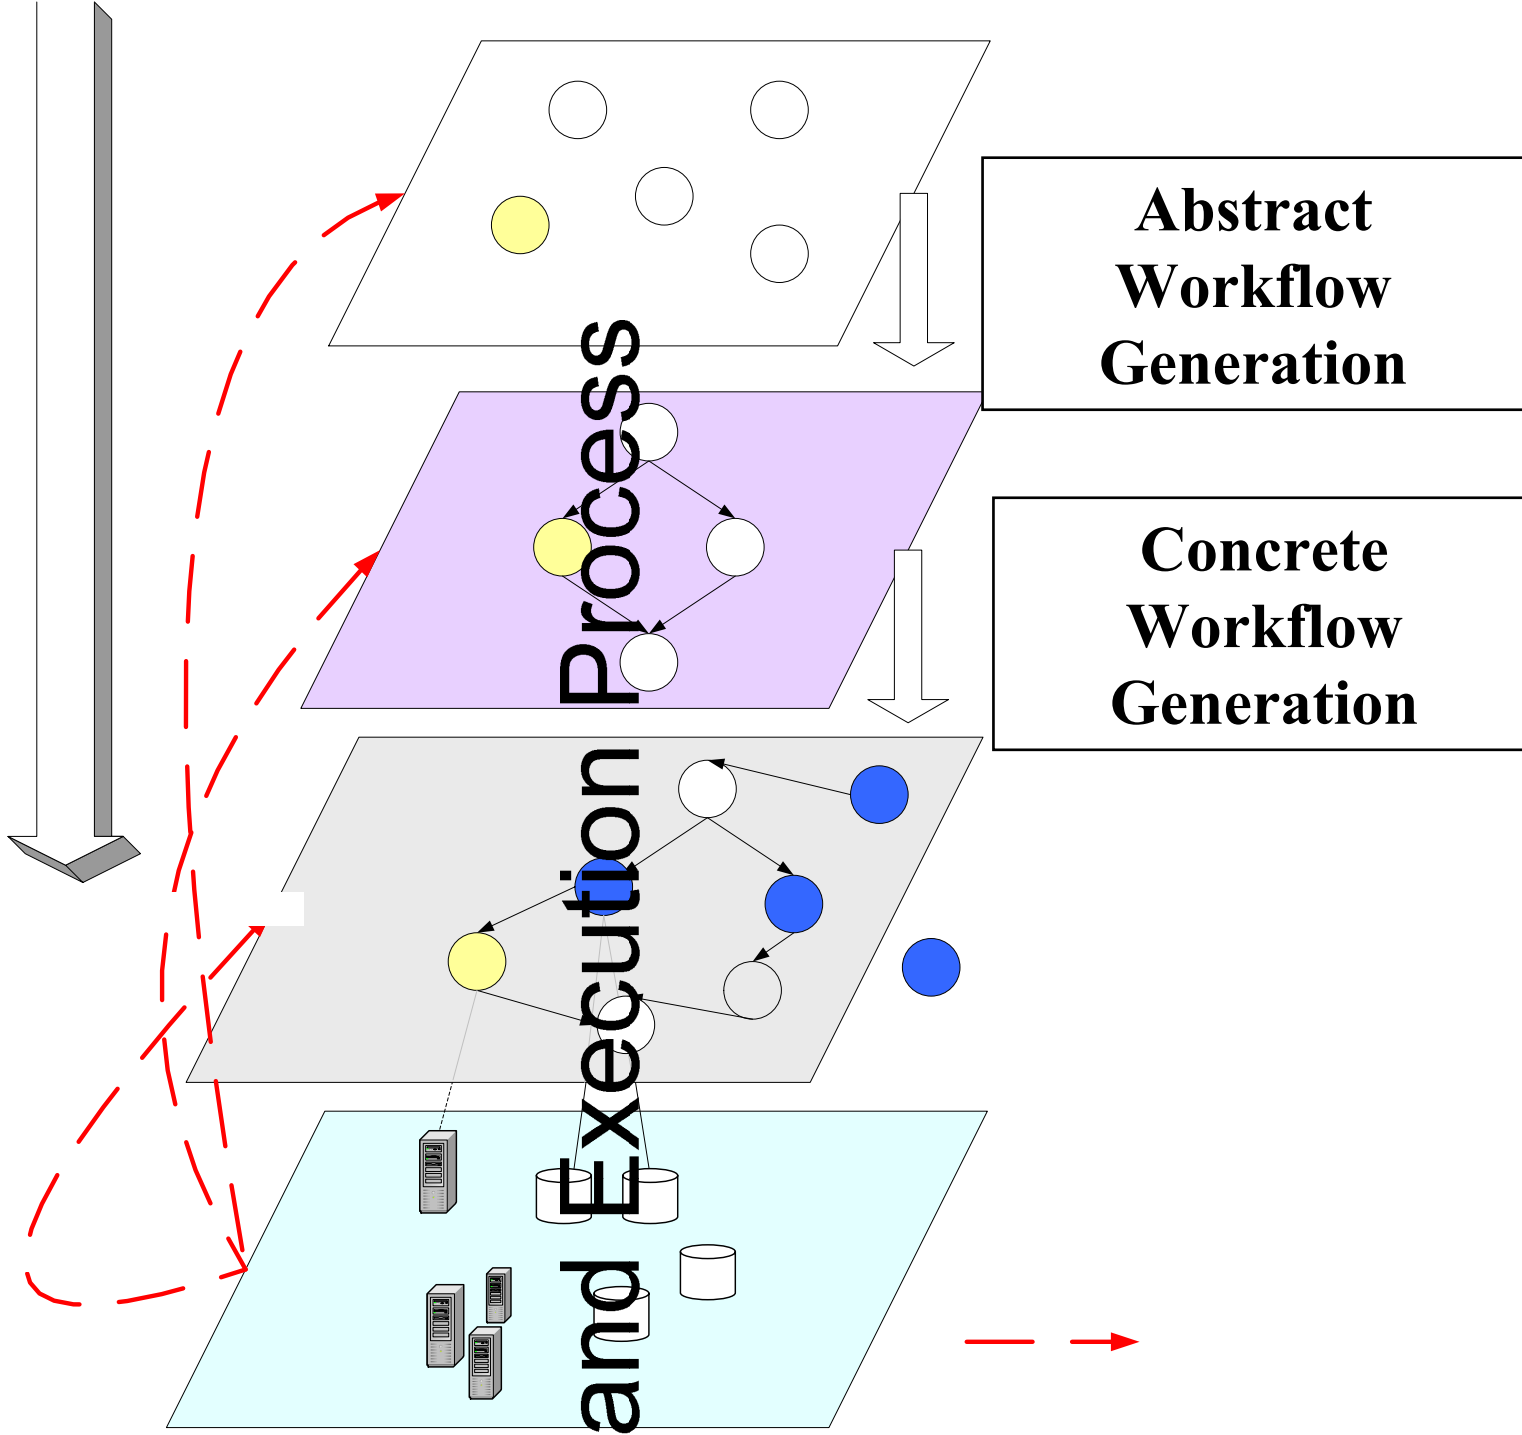 Abstract
Workflow
Generation
Concrete
Workflow
Generation
and Execution Process